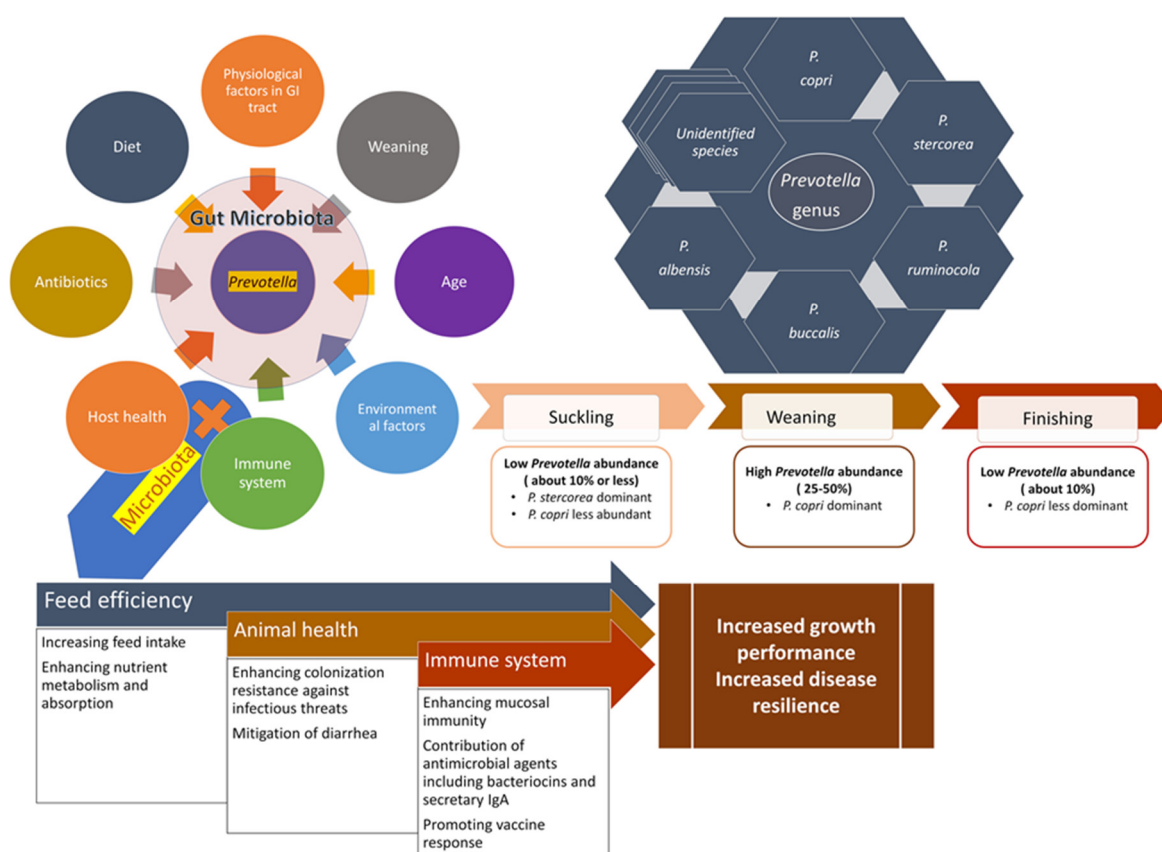 Physiological
factors in GI
tract
Diet
Weaning
Gut Microbiota
Antibiotics
Prevotella
Age
Host health
Environment
al factors
Immune
system
Microbiota
P.
copri
Unidentified
species
P.
stercorea
Prevotella
genus
P.
albensis
P.
ruminocola
P.
buccalis
Suckling
Low Prevotella abundance
( about 10% or less)
• P. stercorea dominant
• P. copri less abundant
Weaning
High Prevotella abundance
( 25-50%)
• P. copri dominant
Finishing
Low Prevotella abundance
(about 10%)
• P. copri less dominant
Feed efficiency
Increasing feed intake
Enhancing nutrient
metabolism and
absorption
Animal health
Enhancing colonization
resistance against
infectious threats
Mitigation of diarrhea
Immune system
Enhancing mucosal
immunity
Contribution of
antimicrobial agents
including bacteriocins and
secretary IgA
Promoting vaccine
response
Increased growth
performance
Increased disease
resilience